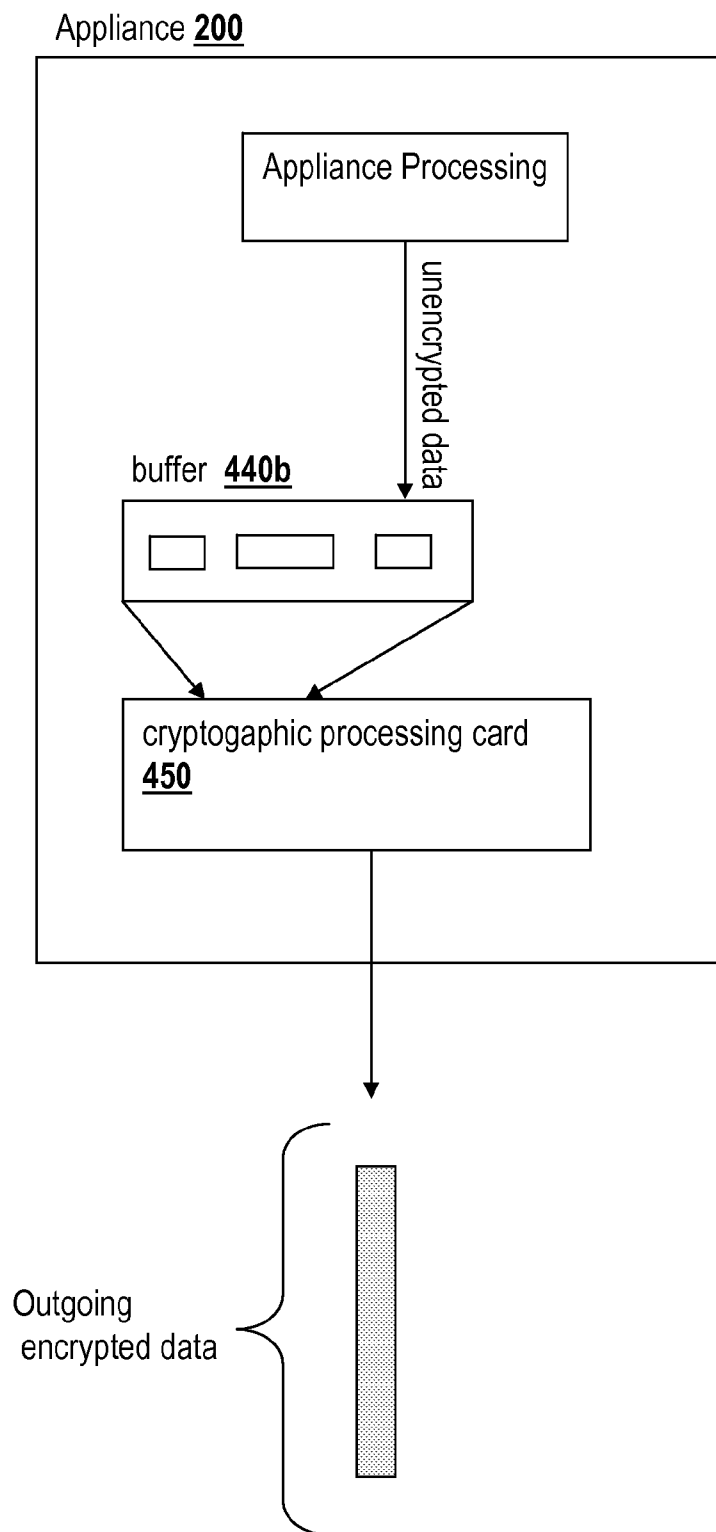 Appliance 200
Appliance Processing
unencrypted data
buffer 440b
cryptogaphic processing card
450
Outgoing
encrypted data